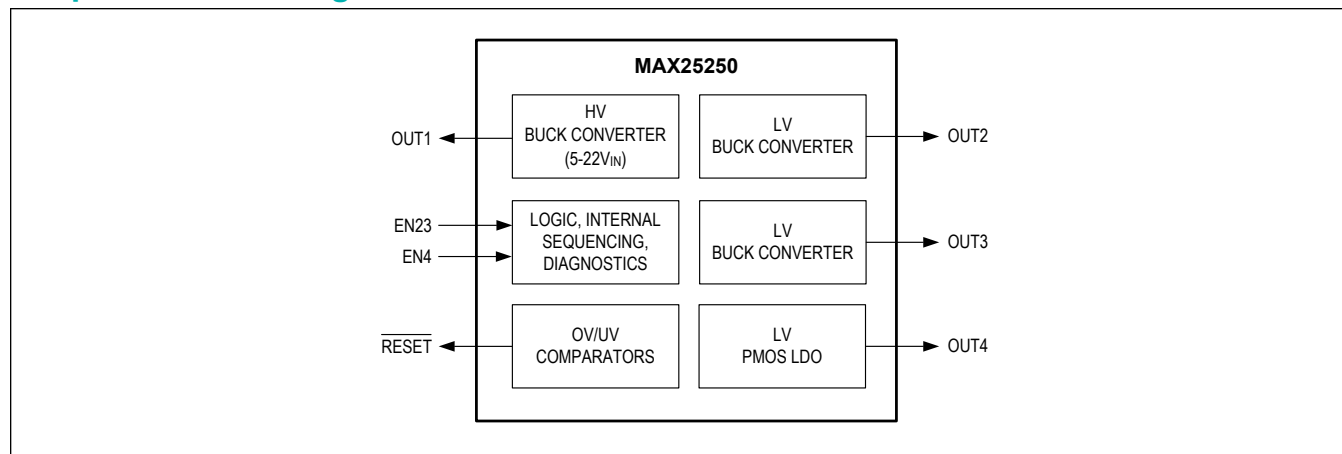 MAX25250
HV
BUCK CONVERTER
(5-22VIN)
LV
BUCK CONVERTER
OUT1
OUT2
LOGIC, INTERNAL
SEQUENCING,
DIAGNOSTICS
LV
BUCK CONVERTER
EN23
EN4
OUT3
OV/UV
COMPARATORS
LV
PMOS LDO
RESET
OUT4